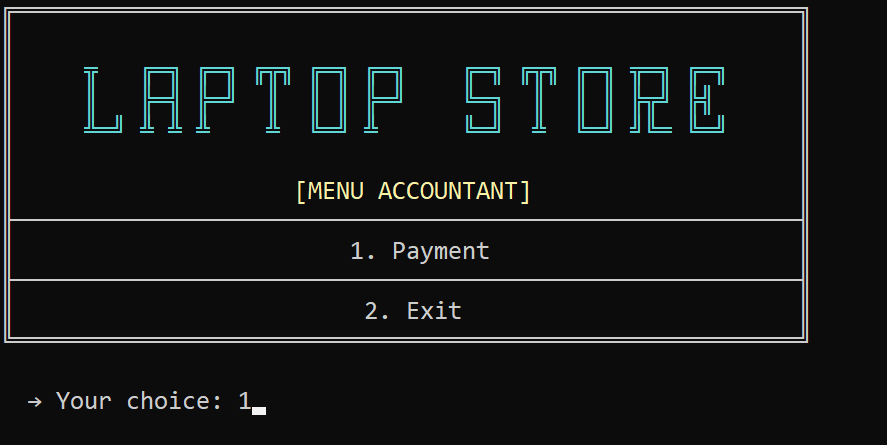 LAPTOP STORE
[MENU ACCOUNTANT]
1. Payment
2. Exit
→ Your choice: 1